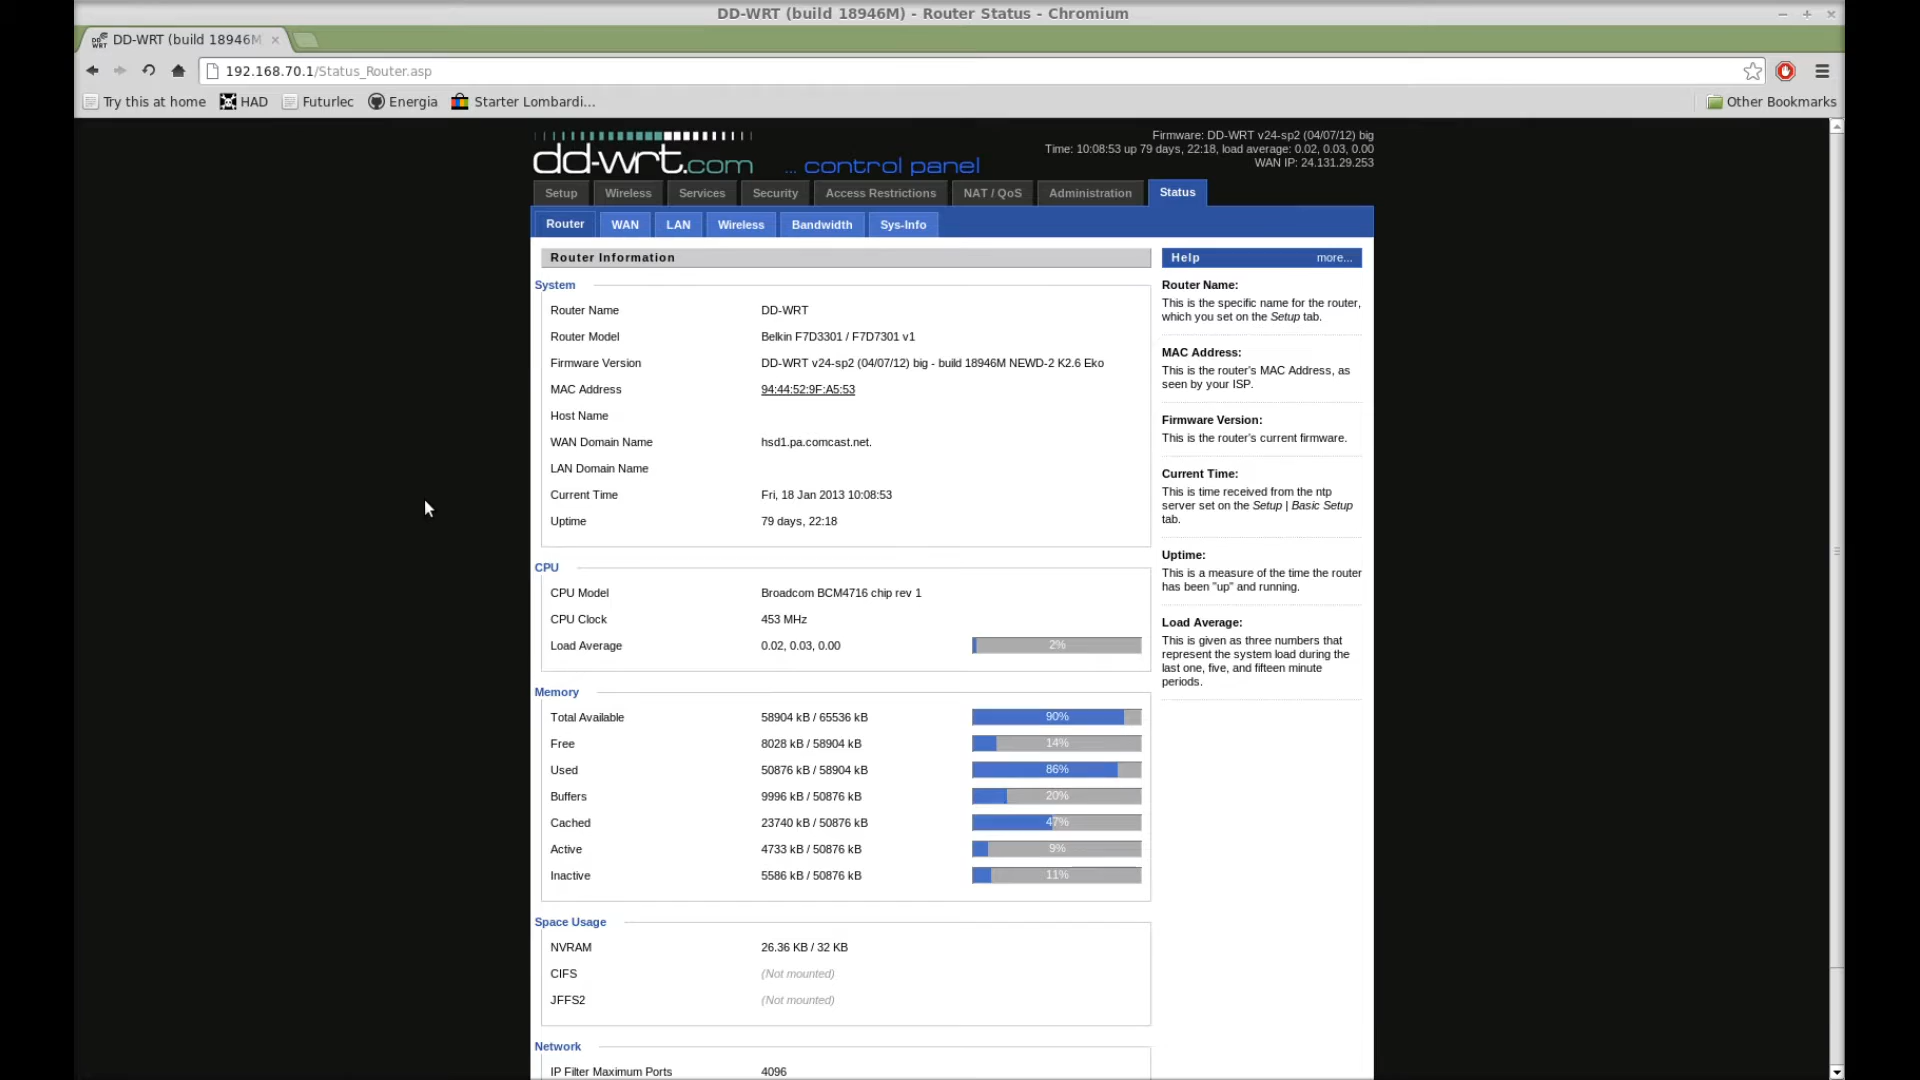 DD-WRT (build 18946M) - Router Status - Chromium
DD-WRT (build 18946M
192.168.70.1/Status_Router.asp
Try this at home HAD Futurlec Energia Starter Lombardi... Other Bookmarks
Firmware: DD-WRT v24-sp2 (04/07/12) big
Time: 10:08:53 up 79 days, 22:18, load average: 0.02, 0.03, 0.00
WAN IP: 24.131.29.253
dd-wrt.com ... control panel
Setup Wireless Services Security Access Restrictions NAT / QoS Administration Status
Router WAN LAN Wireless Bandwidth Sys-Info
Router Information
System
Router Name DD-WRT
Router Model Belkin F7D3301 / F7D7301 v1
Firmware Version DD-WRT v24-sp2 (04/07/12) big - build 18946M NEWD-2 K2.6 Eko
MAC Address 94:44:52:9F:A5:53
Host Name
WAN Domain Name hsd1.pa.comcast.net.
LAN Domain Name
Current Time Fri, 18 Jan 2013 10:08:53
Uptime 79 days, 22:18
CPU
CPU Model Broadcom BCM4716 chip rev 1
CPU Clock 453 MHz
Load Average 0.02, 0.03, 0.00 2%
Memory
Total Available 58904 kB / 65536 kB 90%
Free 8028 kB / 58904 kB 14%
Used 50876 kB / 58904 kB 86%
Buffers 9996 kB / 50876 kB 20%
Cached 23740 kB / 50876 kB 47%
Active 4733 kB / 50876 kB 9%
Inactive 5586 kB / 50876 kB 11%
Space Usage
NVRAM 26.36 KB / 32 KB
CIFS (Not mounted)
JFFS2 (Not mounted)
Network
IP Filter Maximum Ports 4096
Help more...
Router Name:
This is the specific name for the router,
which you set on the Setup tab.
MAC Address:
This is the router's MAC Address, as
seen by your ISP.
Firmware Version:
This is the router's current firmware.
Current Time:
This is time received from the ntp
server set on the Setup | Basic Setup
tab.
Uptime:
This is a measure of the time the router
has been "up" and running.
Load Average:
This is given as three numbers that
represent the system load during the
last one, five, and fifteen minute
periods.